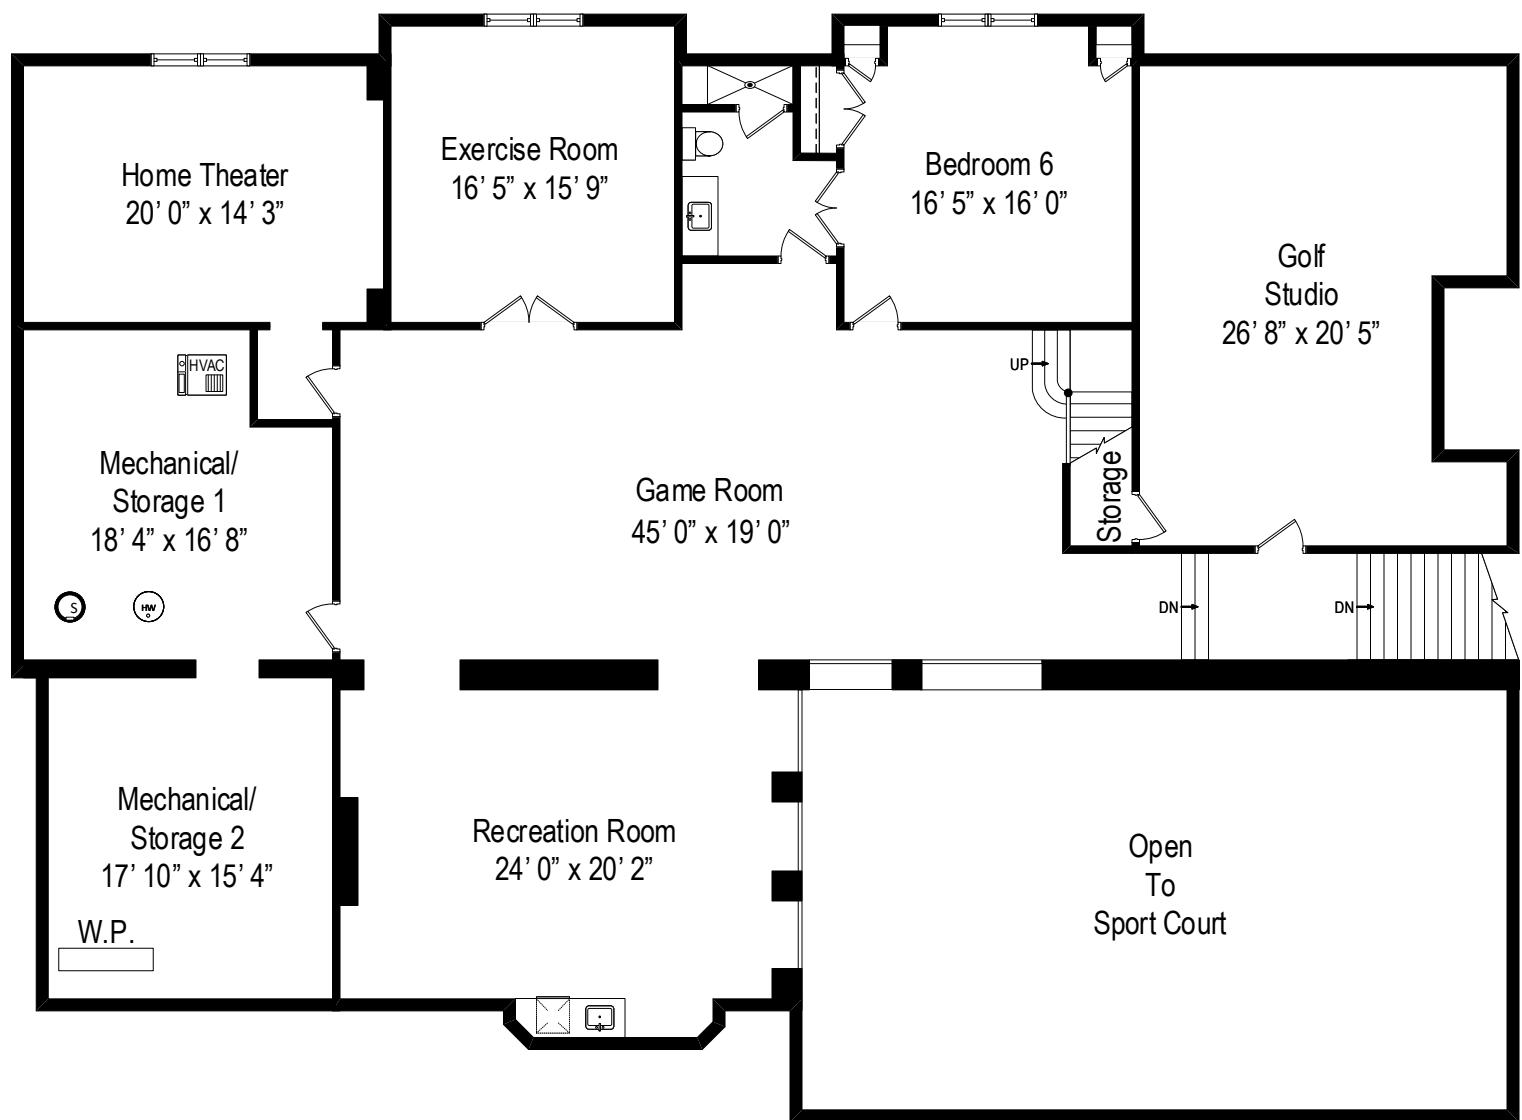 Home Theater
20’ 0” x 14’ 3”
Exercise Room
16’ 5” x 15’ 9”
Bedroom 6
16’ 5” x 16’ 0”
Golf
Studio
26’ 8” x 20’ 5”
HVAC
UP
Mechanical/
Storage 1
18’ 4” x 16’ 8”
Game Room
45’ 0” x 19’ 0”
Storage
S
HW
DN
DN
Mechanical/
Storage 2
17’ 10” x 15’ 4”
W.P.
Recreation Room
24’ 0” x 20’ 2”
Open
To
Sport Court